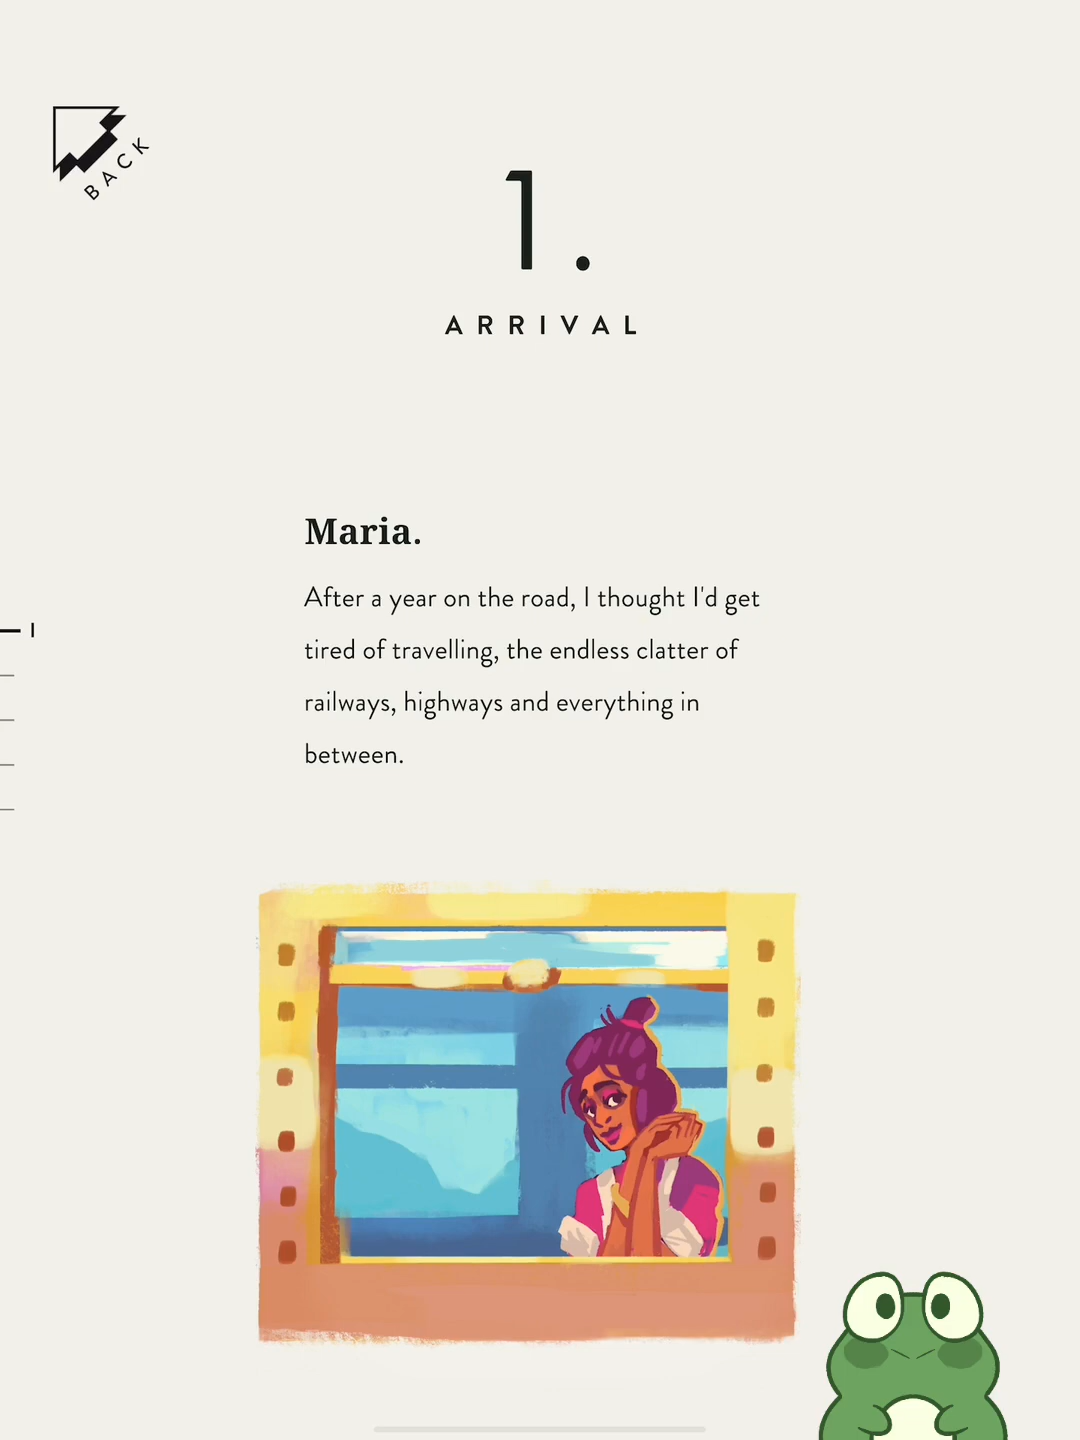 BACK
1.
ARRIVAL
Maria.
After a year on the road, I thought I'd get
tired of travelling, the endless clatter of
railways, highways and everything in
between.
I